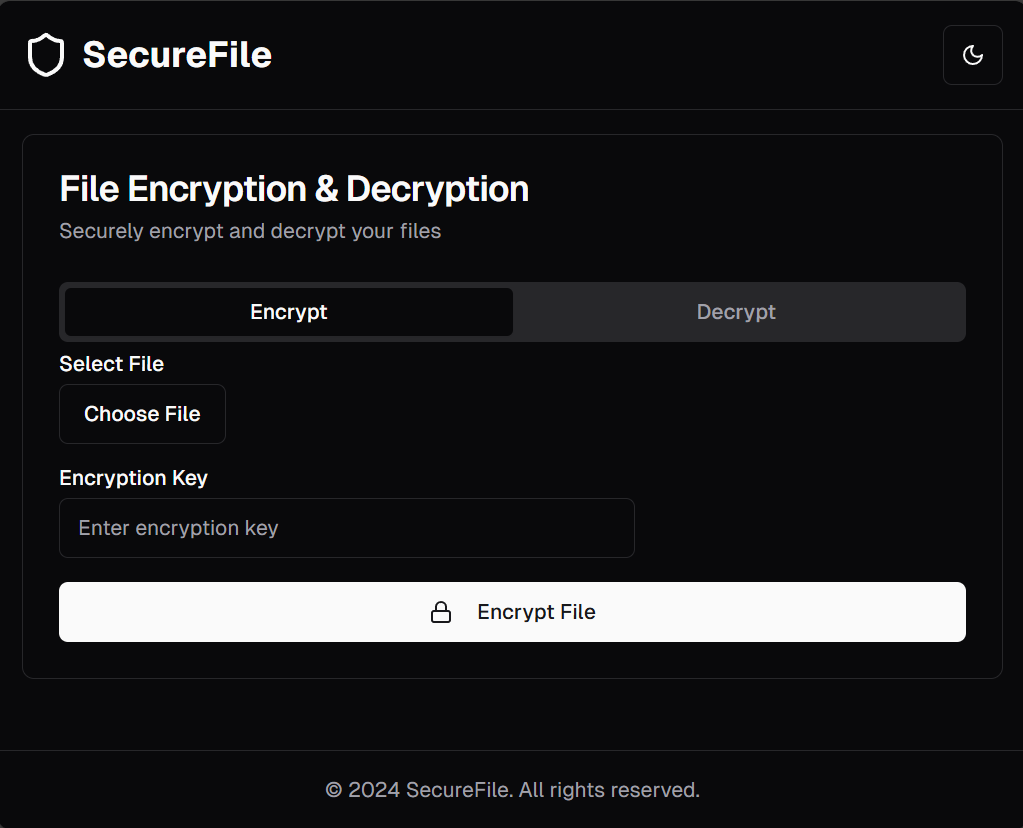 SecureFile
File Encryption & Decryption
Securely encrypt and decrypt your files
Encrypt
Decrypt
Select File
Choose File
Encryption Key
Enter encryption key
Encrypt File
© 2024 SecureFile. All rights reserved.